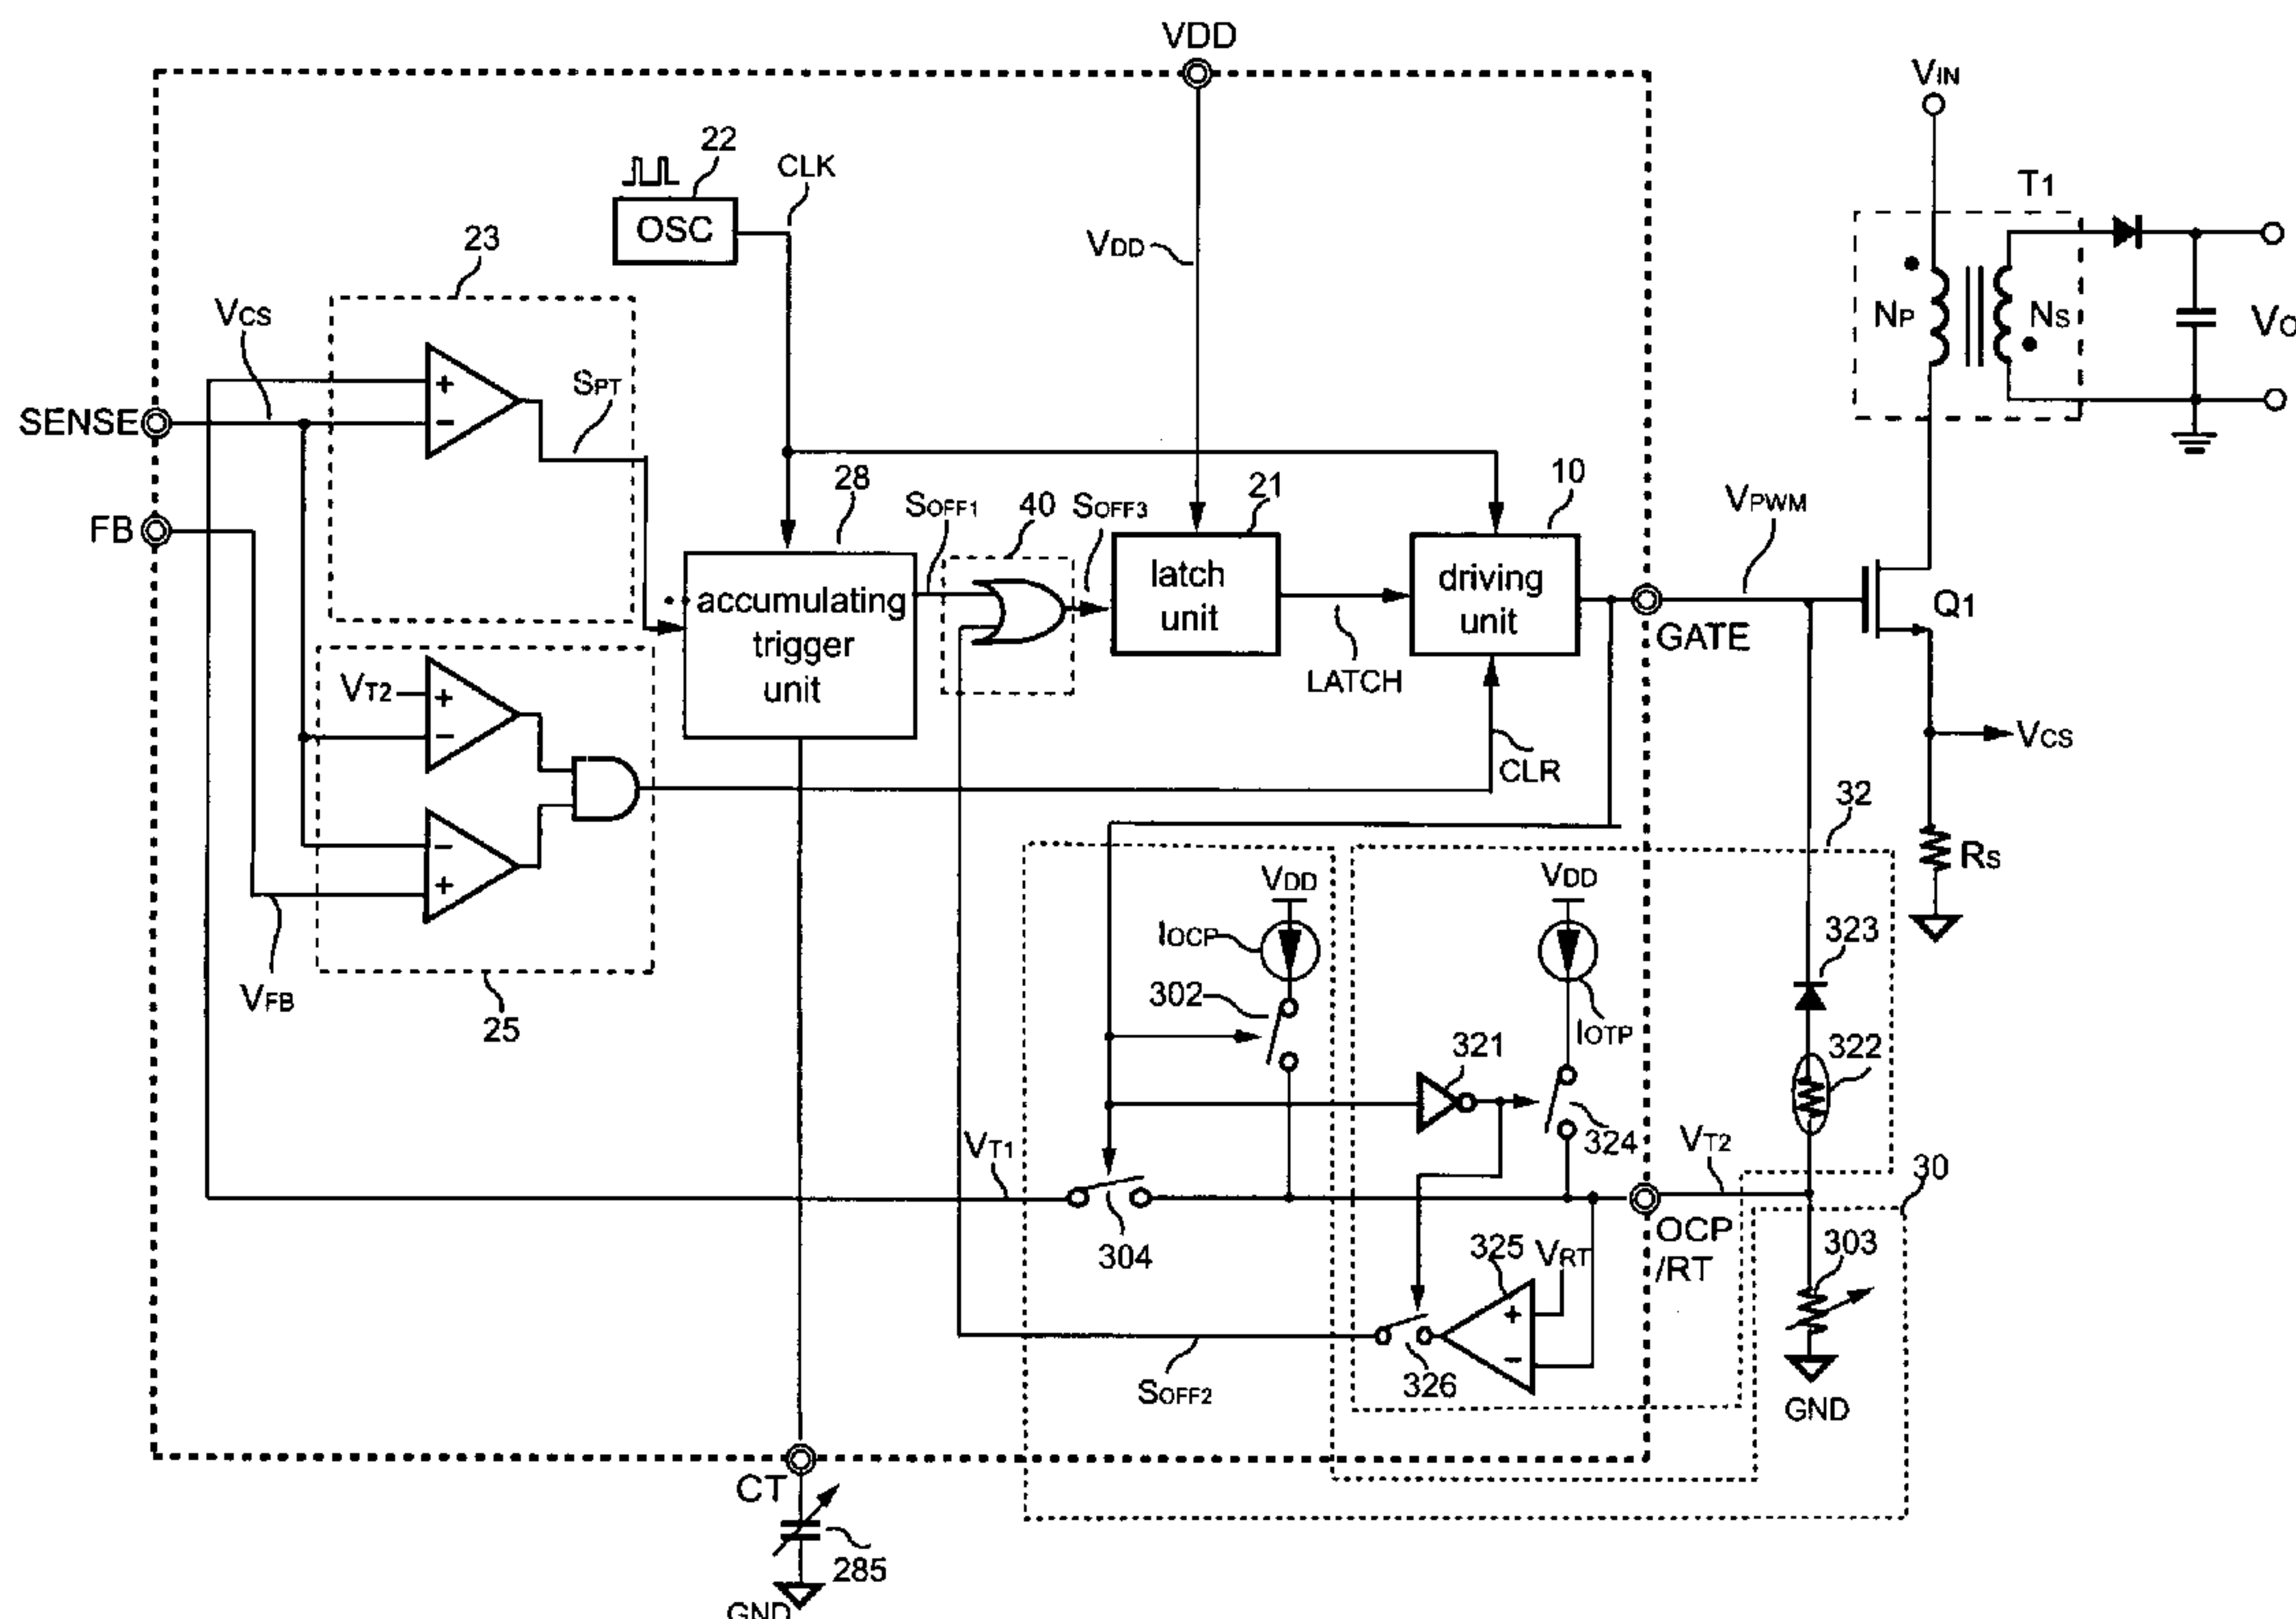 VDD
VIN
22
CLK
T1
OSC
23
VDD
VCS
NP
NS
VO
SPT
+
−
SENSE
28
SOFF1
40
SOFF3
21
10
VPWM
FB
accumulating
trigger
unit
latch
unit
driving
unit
GATE
Q1
LATCH
VT2
+
−
VCS
CLR
32
−
+
RS
VDD
VDD
IOCP
323
VFB
25
302
IOTP
321
322
324
VT1
VT2
30
304
OCP
/RT
325
VRT
303
+
−
326
SOFF2
GND
CT
285
GND